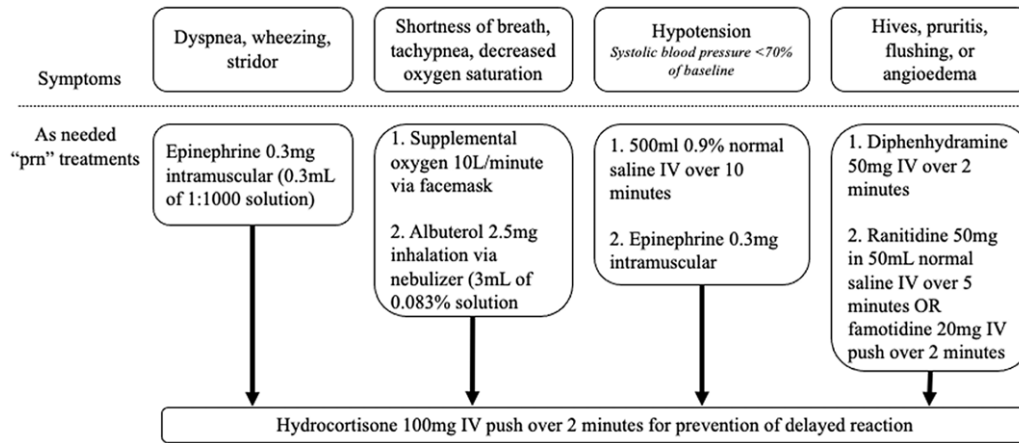 Symptoms
Dyspnea, wheezing,
stridor
Shortness of breath,
tachypnea, decreased
oxygen saturation
Hypotension
Systolic blood pressure <70%
of baseline
Hives, pruritis,
flushing, or
angioedema
As needed
“prn” treatments
Epinephrine 0.3mg
intramuscular (0.3mL
of 1:1000 solution)
1. Supplemental
oxygen 10L/minute
via facemask
2. Albuterol 2.5mg
inhalation via
nebulizer (3mL of
0.083% solution
1. 500ml 0.9% normal
saline IV over 10
minutes
2. Epinephrine 0.3mg
intramuscular
1. Diphenhydramine
50mg IV over 2
minutes
2. Ranitidine 50mg
in 50mL normal
saline IV over 5
minutes OR
famotidine 20mg IV
push over 2 minutes
Hydrocortisone 100mg IV push over 2 minutes for prevention of delayed reaction